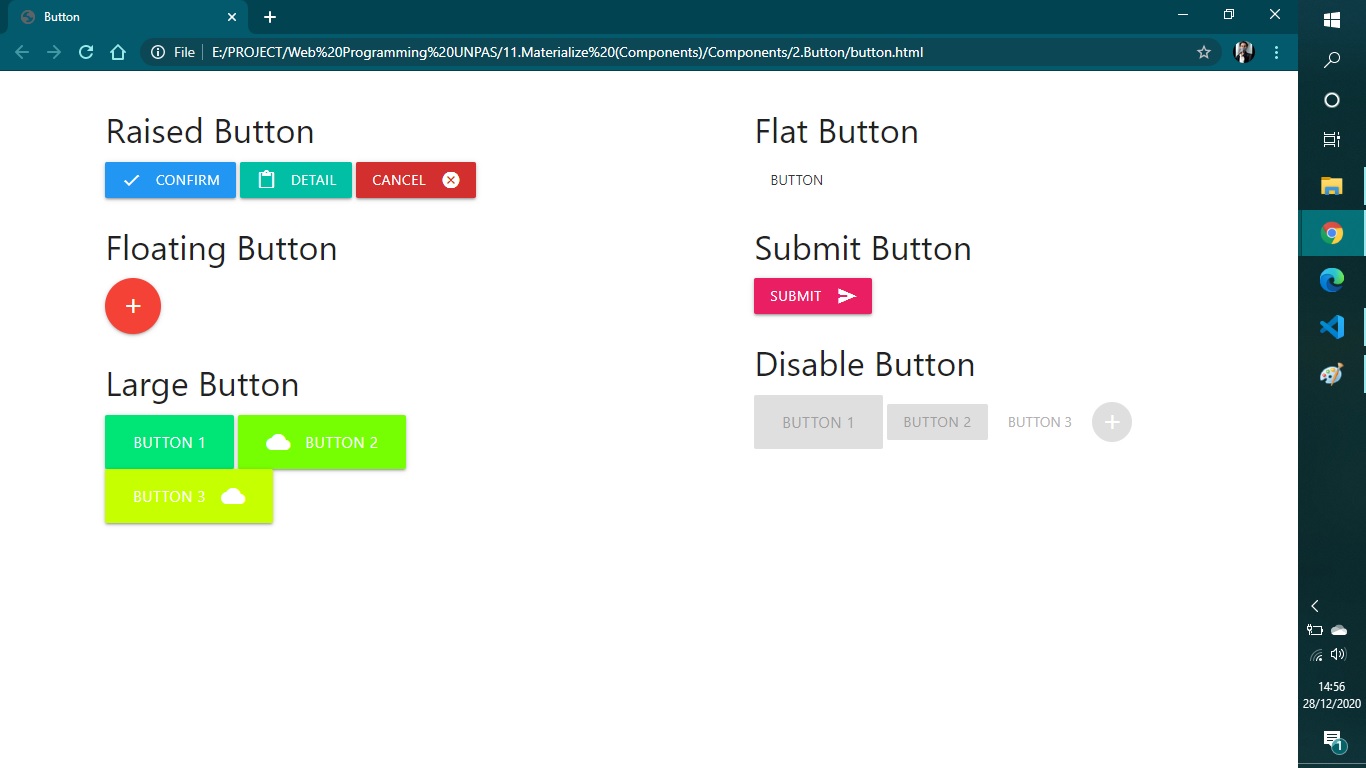 Button
File E:/PROJECT/Web%20Programming%20UNPAS/11.Materialize%20(Components)/Components/2.Button/button.html
Raised Button
CONFIRM DETAIL CANCEL
Floating Button
Large Button
BUTTON 1 BUTTON 2
BUTTON 3
Flat Button
BUTTON
Submit Button
SUBMIT
Disable Button
BUTTON 1 BUTTON 2 BUTTON 3
14:56
28/12/2020
1